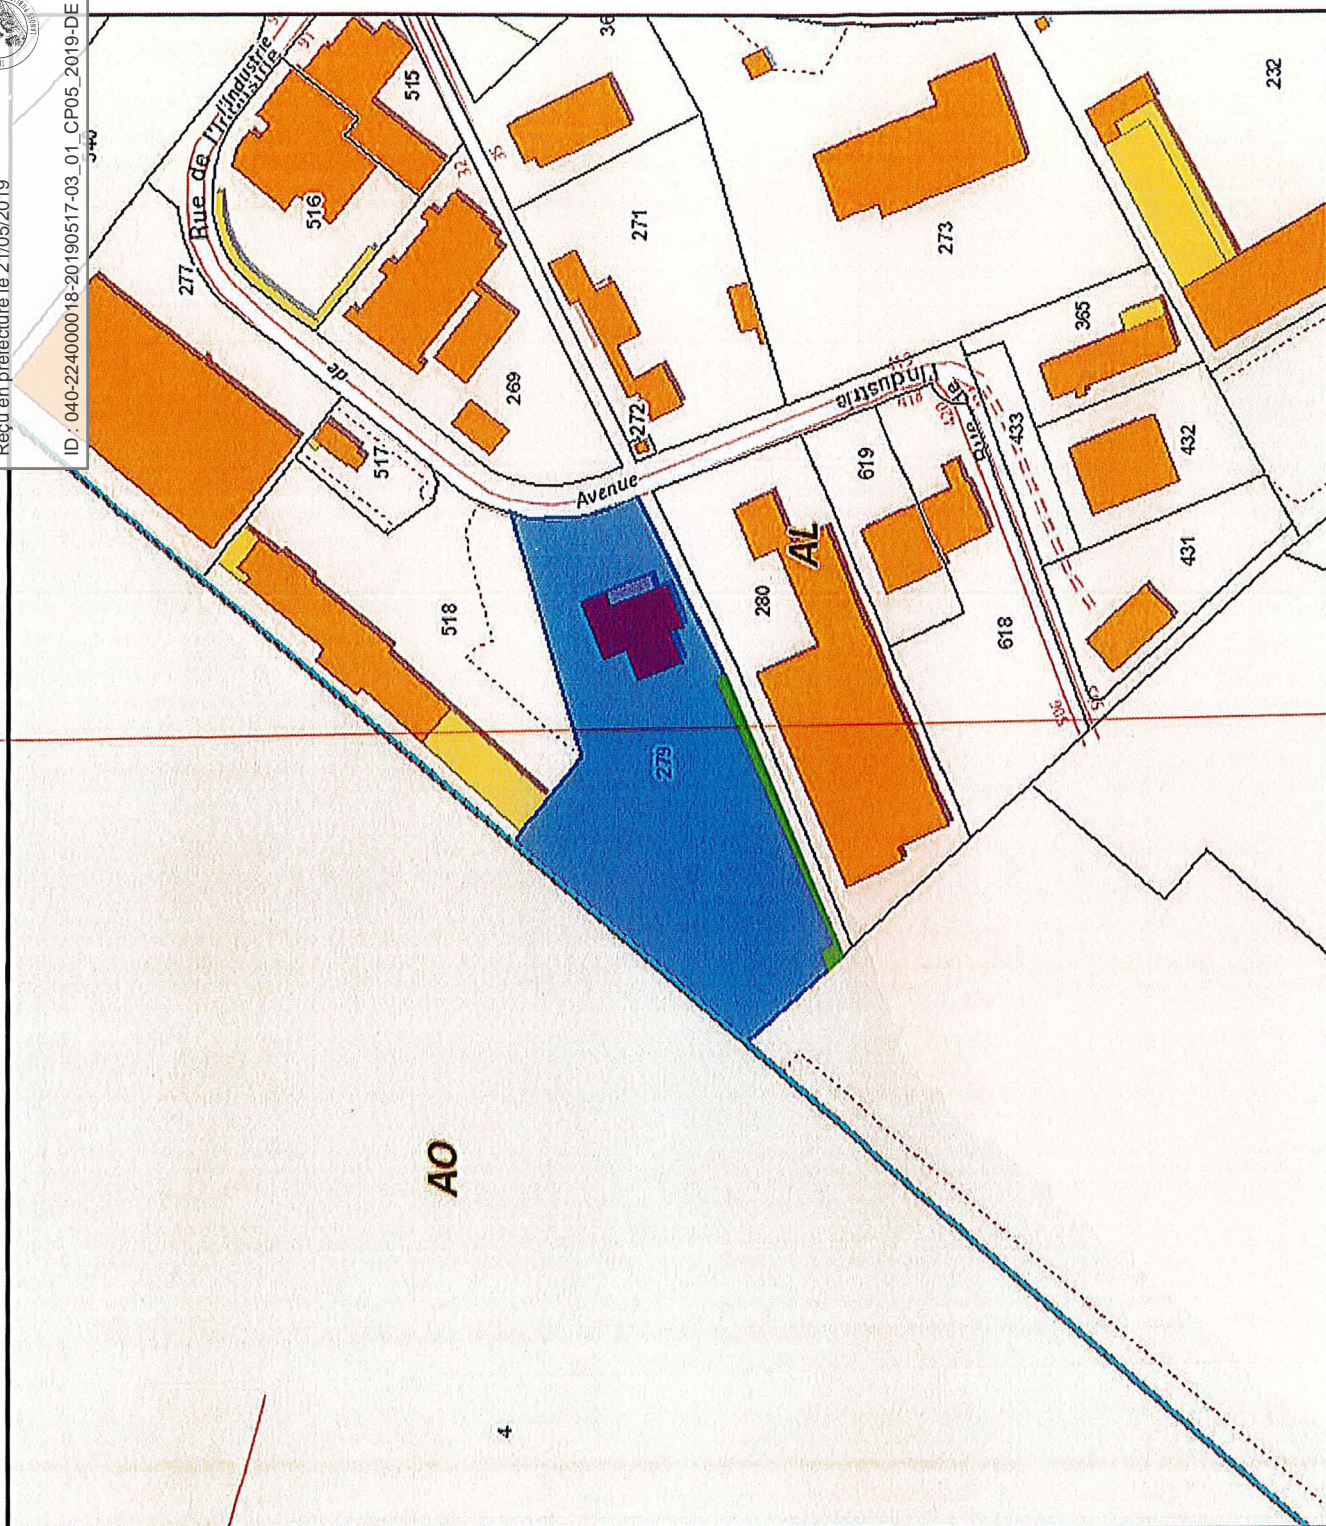 Reçu en préfecture le 21/05/2019
ID : 040-224000018-20190517-03_01_CP05_2019-DE
Rue de l'Industrie
l'Industrie
277
516
515
32
35
271
273
232
365
de
269
272
517
Avenue
l'Industrie
Rue de
433
432
431
619
618
280
AL
518
279
AO
4